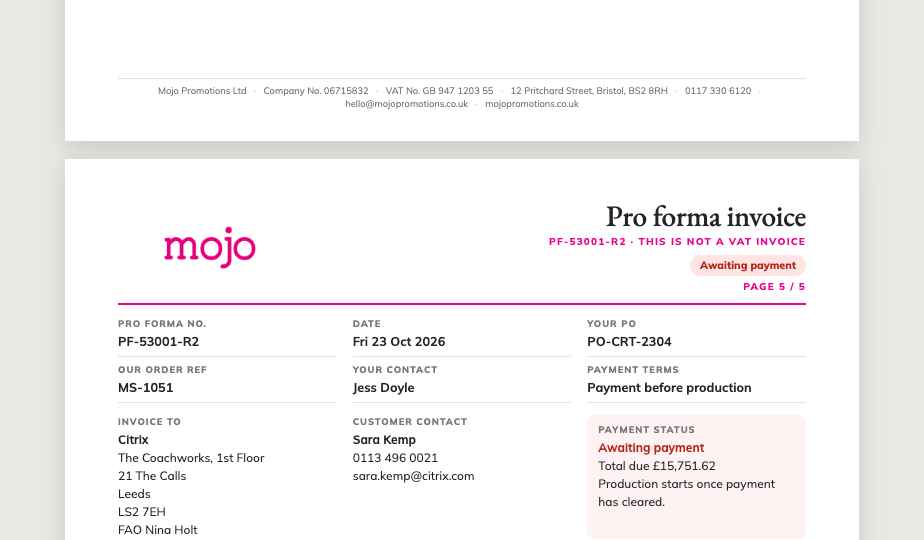 Mojo Promotions Ltd · Company No. 06715832 · VAT No. GB 947 1203 55 · 12 Pritchard Street, Bristol, BS2 8RH · 0117 330 6120 ·
hello@mojopromotions.co.uk · mojopromotions.co.uk
mojo
Pro forma invoice
PF-53001-R2 · THIS IS NOT A VAT INVOICE
Awaiting payment
PAGE 5 / 5
PRO FORMA NO.
PF-53001-R2
DATE
Fri 23 Oct 2026
YOUR PO
PO-CRT-2304
OUR ORDER REF
MS-1051
YOUR CONTACT
Jess Doyle
PAYMENT TERMS
Payment before production
INVOICE TO
Citrix
The Coachworks, 1st Floor
21 The Calls
Leeds
LS2 7EH
FAO Nina Holt
CUSTOMER CONTACT
Sara Kemp
0113 496 0021
sara.kemp@citrix.com
PAYMENT STATUS
Awaiting payment
Total due £15,751.62
Production starts once payment
has cleared.